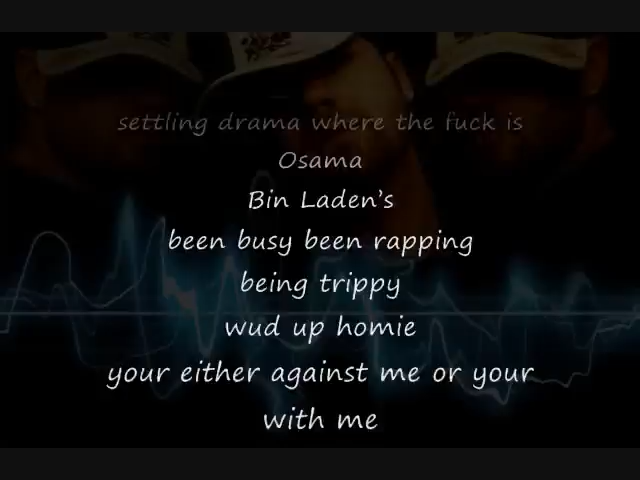 settling drama where the fuck is
Osama
Bin Laden's
been busy been rapping
being trippy
wud up homie
your either against me or your
with me